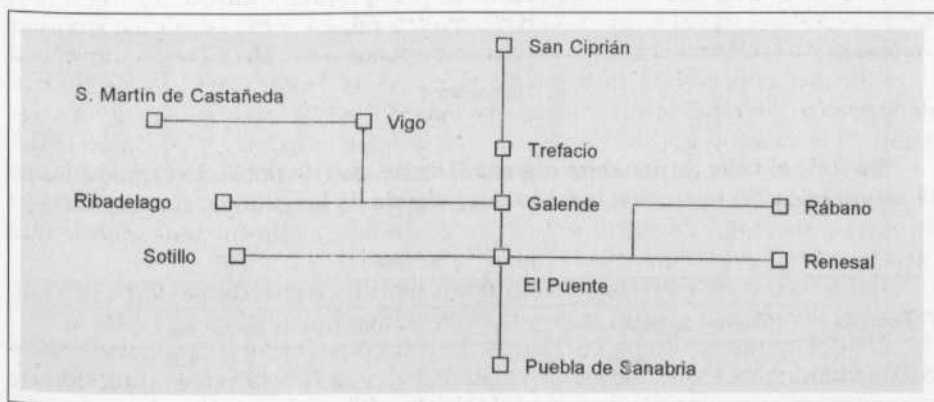 San Ciprián
S. Martín de Castañeda
Vigo
Trefacio
Ribadelago
Galende
Rábano
Sotillo
Renesal
El Puente
Puebla de Sanabria